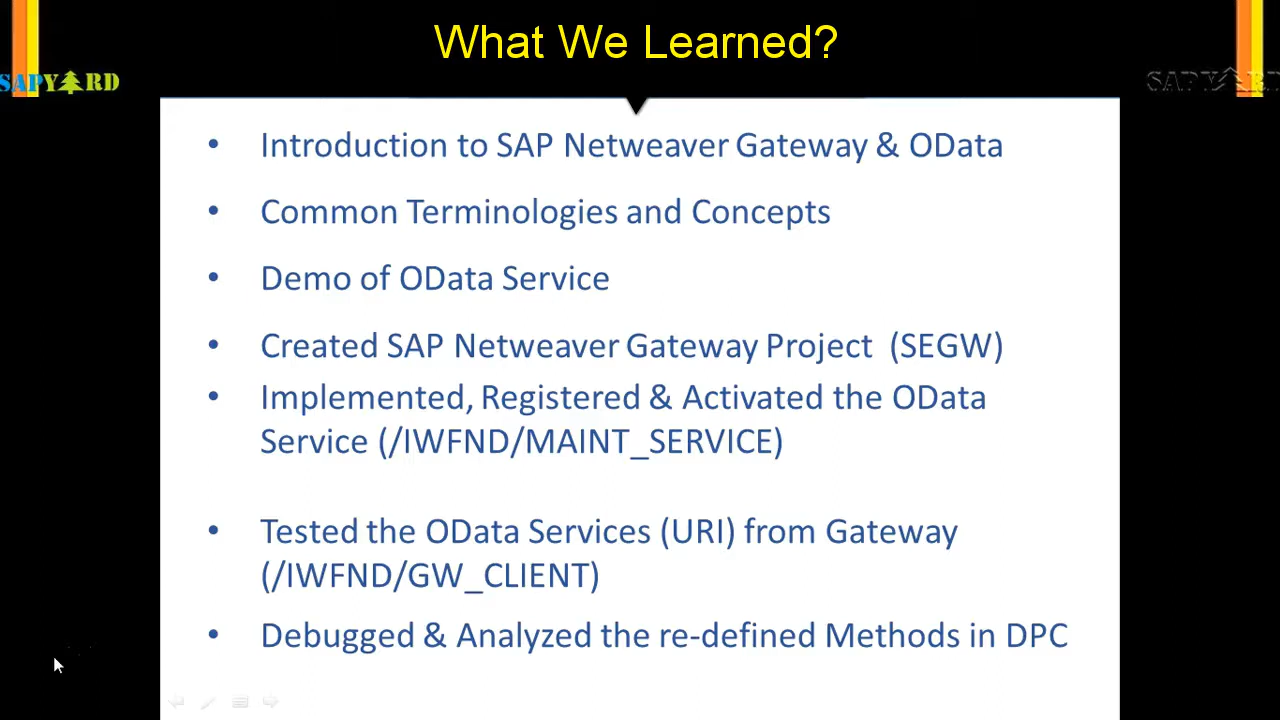 What We Learned?
SAPYARD
SAPYARD
• Introduction to SAP Netweaver Gateway & OData
• Common Terminologies and Concepts
• Demo of OData Service
• Created SAP Netweaver Gateway Project (SEGW)
• Implemented, Registered & Activated the OData
Service (/IWFND/MAINT_SERVICE)
• Tested the OData Services (URI) from Gateway
(/IWFND/GW_CLIENT)
• Debugged & Analyzed the re-defined Methods in DPC